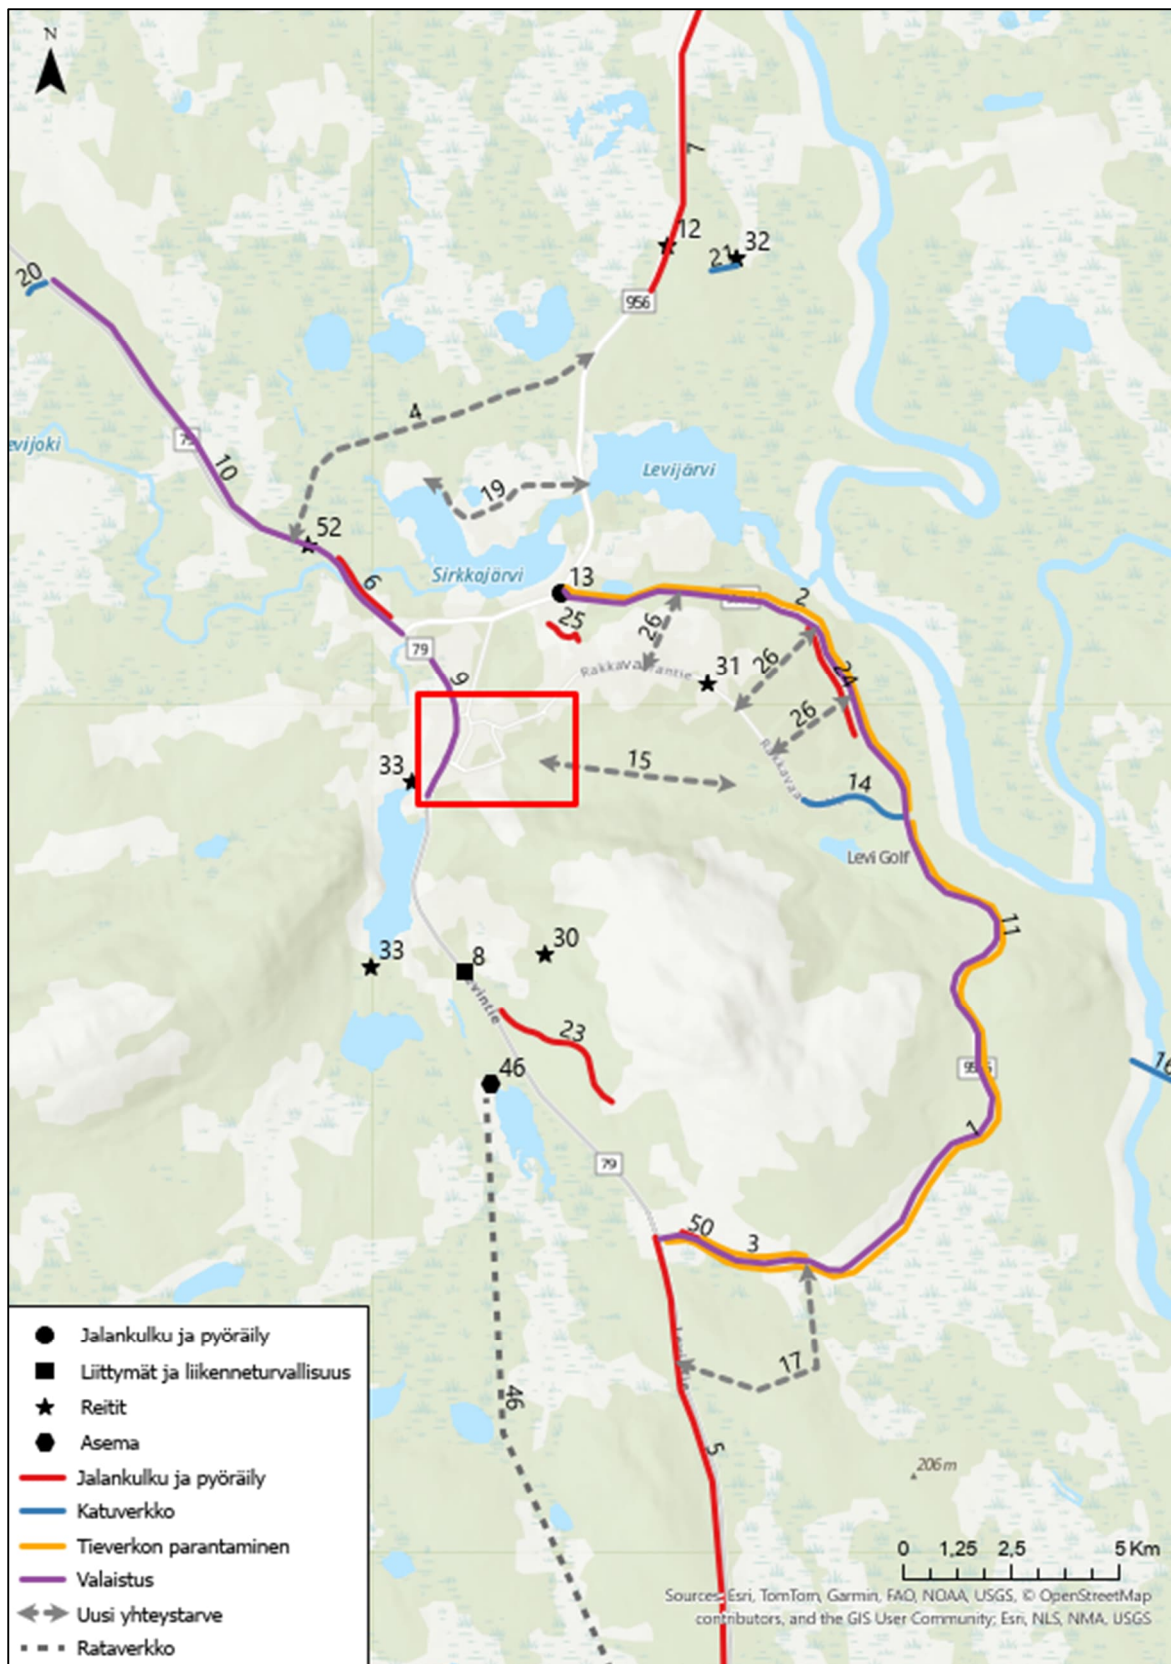 N
7
12
32
21
956
20
4
10
Levijärvi
19
52
Sirkkajärvi
13
6
2
25
26
79
Rakkavaarantie
31
26
24
9
26
33
15
14
Levi Golf
11
33
8
30
23
46
16
1
79
50
3
17
46
5
206 m
Jalankulku ja pyöräily
Liittymät ja liikenneturvallisuus
Reitit
Asema
Jalankulku ja pyöräily
Katuverkko
Tieverkon parantaminen
Valaistus
Uusi yhteystarve
Rataverkko
0 1,25 2,5 5 Km
Sources: Esri, TomTom, Garmin, FAO, NOAA, USGS, © OpenStreetMap
contributors, and the GIS User Community; Esri, NLS, NMA, USGS